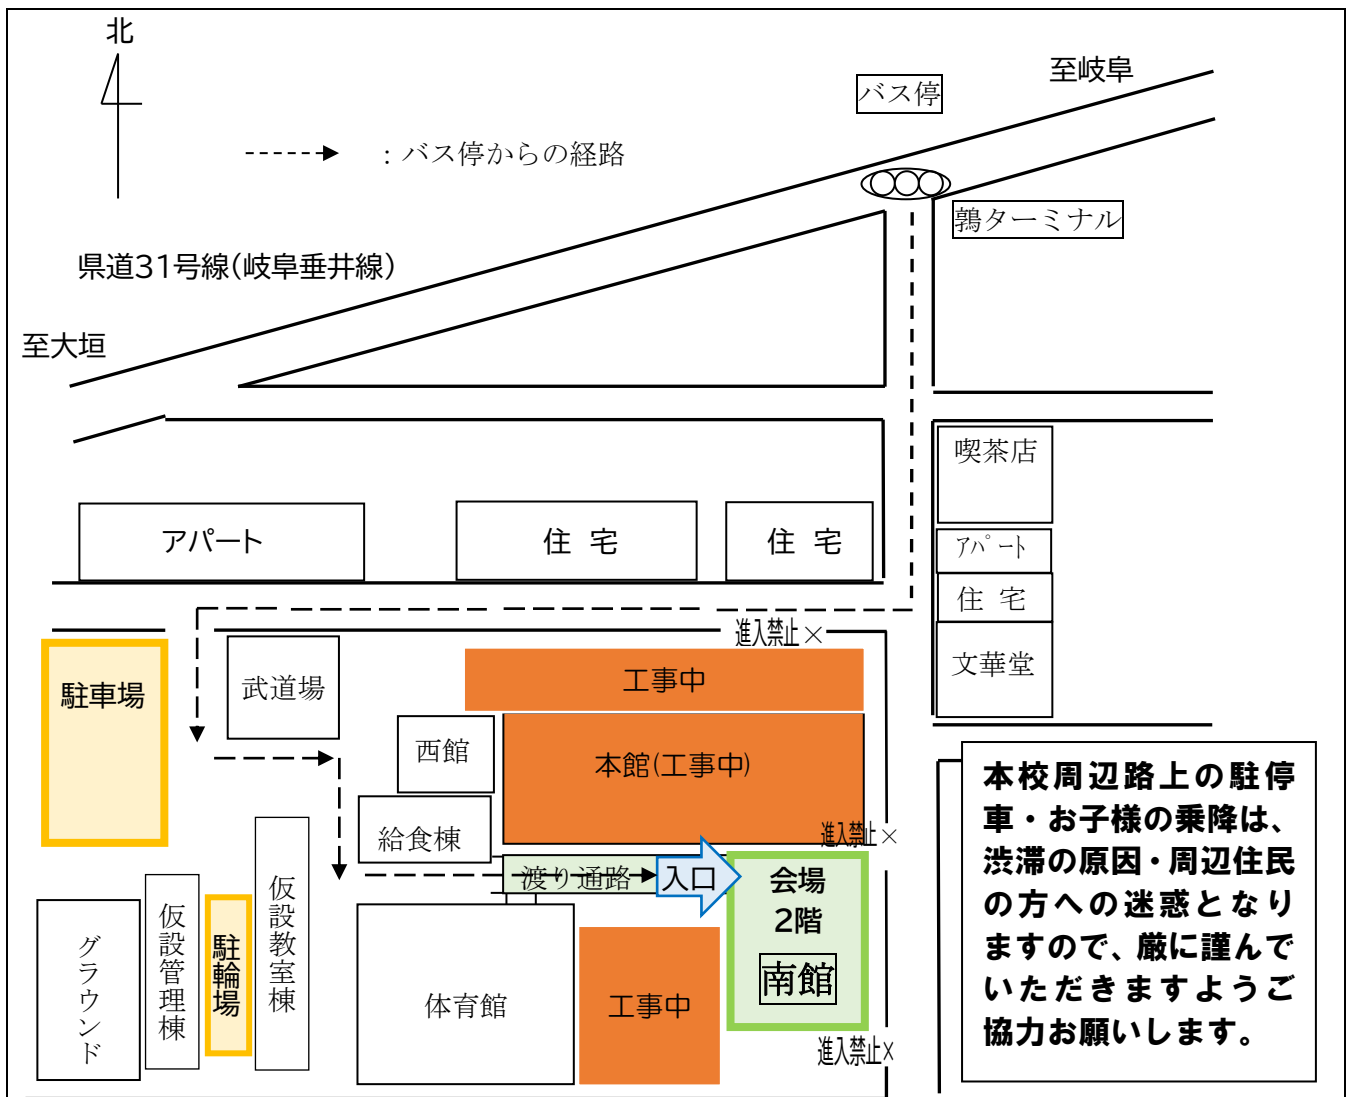 北
至岐阜
バス停
：バス停からの経路
鶉ターミナル
県道31号線(岐阜垂井線)
至大垣
喫茶店
アパート
住 宅
住 宅
アパート
住 宅
文華堂
進入禁止×
駐車場
武道場
工事中
西館
本館(工事中)
給食棟
進入禁止×
渡り通路
入口
会場
2階
南館
グラウンド
仮設管理棟
駐輪場
仮設教室棟
体育館
工事中
進入禁止×
本校周辺路上の駐停
車・お子様の乗降は、
渋滞の原因・周辺住民
の方への迷惑となり
ますので、厳に謹んで
いただきますようご
協力お願いします。